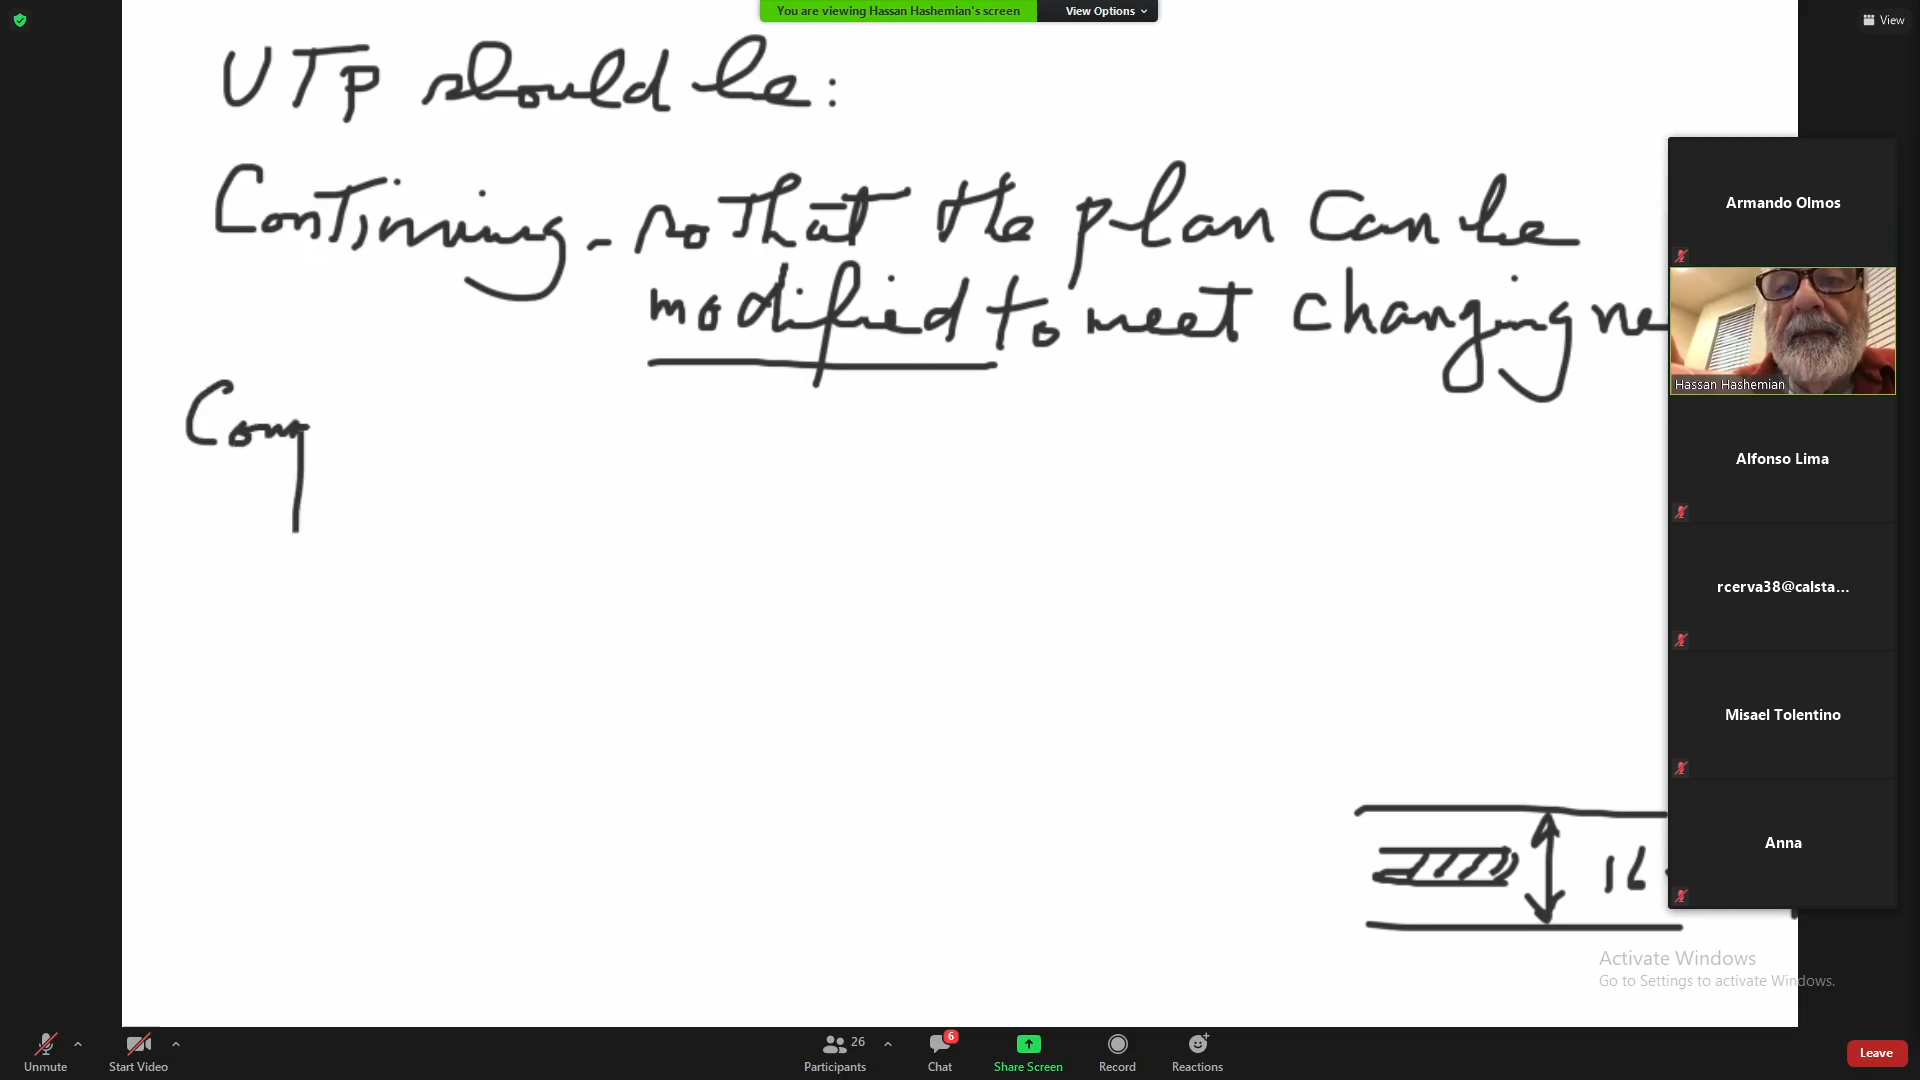 You are viewing Hassan Hashemian's screen View Options
View
UTP should be:
Continuing - so that the plan can be
modified to meet changing ne
Comp
16
Armando Olmos
Hassan Hashemian
Alfonso Lima
rcerva38@calsta...
Misael Tolentino
Anna
Activate Windows
Go to Settings to activate Windows.
Unmute Start Video Participants 26 Chat 6 Share Screen Record Reactions Leave